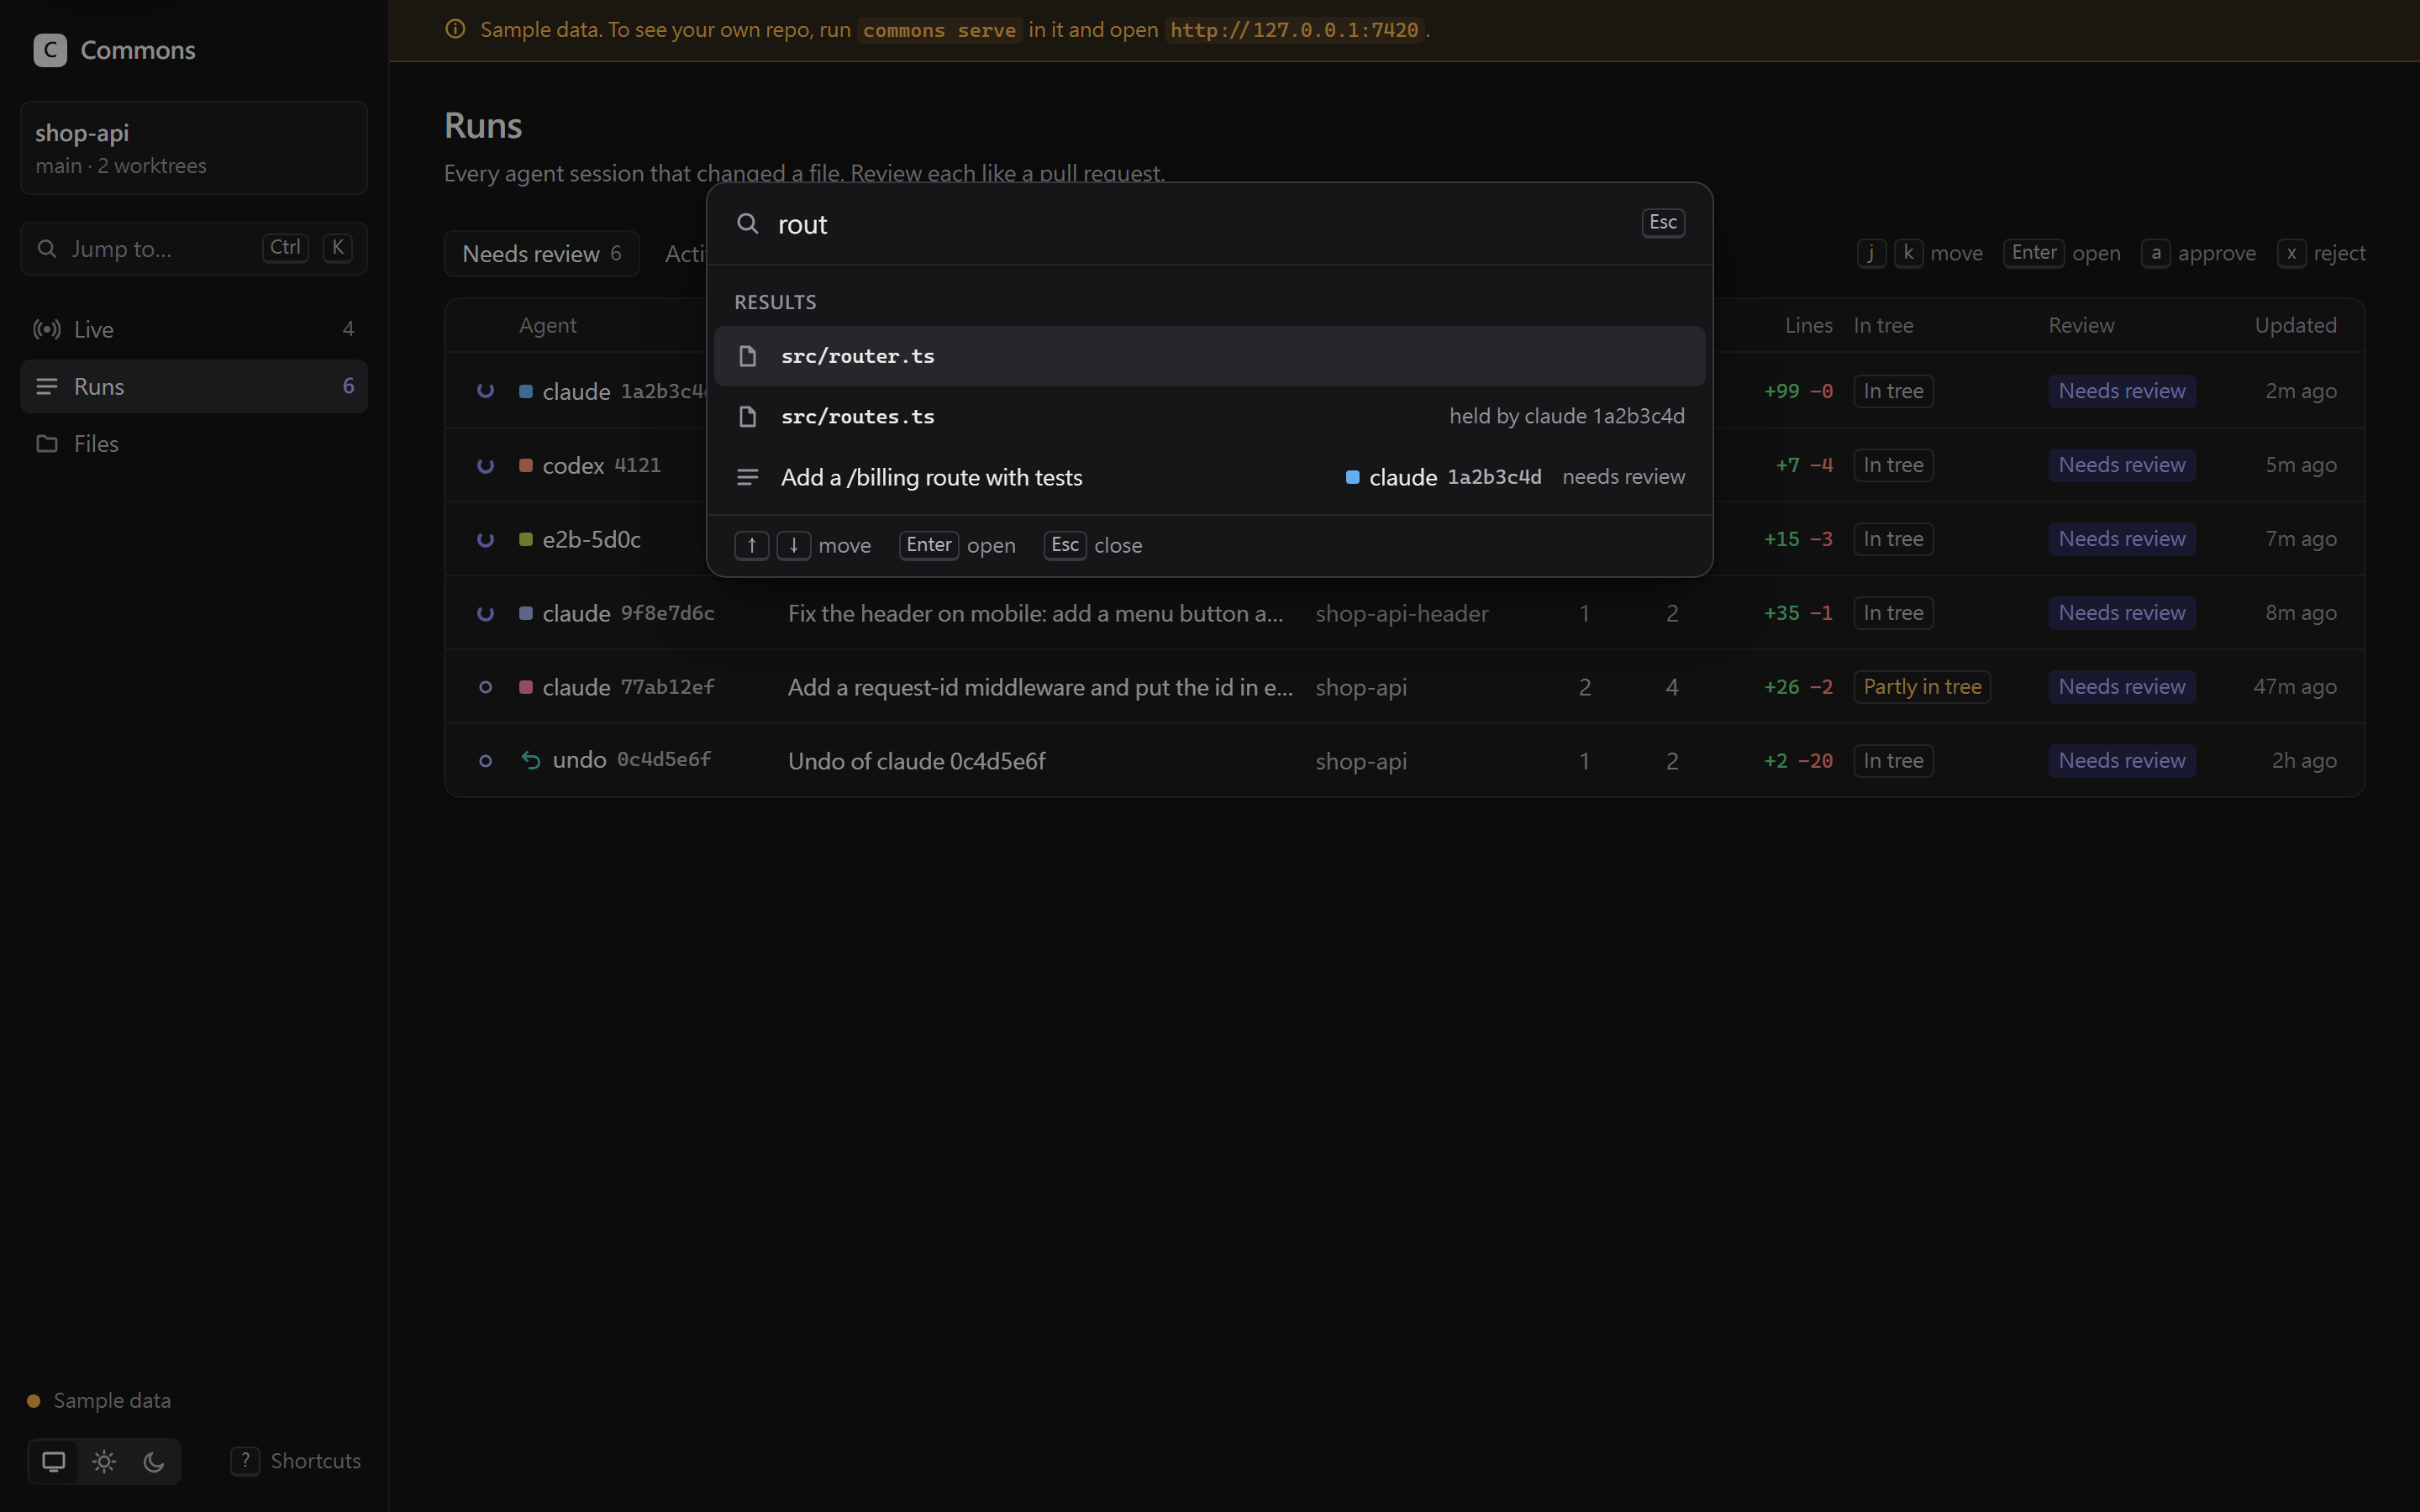 C Commons
shop-api
main · 2 worktrees
Jump to... Ctrl K
Live 4
Runs 6
Files
Sample data
? Shortcuts
Sample data. To see your own repo, run commons serve in it and open http://127.0.0.1:7420.
Runs
Every agent session that changed a file. Review each like a pull request.
Needs review 6
j k move Enter open a approve x reject
rout Esc
RESULTS
src/router.ts
src/routes.ts held by claude 1a2b3c4d
Add a /billing route with tests claude 1a2b3c4d needs review
↑ ↓ move Enter open Esc close
Agent Lines In tree Review Updated
claude 1a2b3c4 +99 −0 In tree Needs review 2m ago
codex 4121 +7 −4 In tree Needs review 5m ago
e2b-5d0c +15 −3 In tree Needs review 7m ago
claude 9f8e7d6c Fix the header on mobile: add a menu button a... shop-api-header 1 2 +35 −1 In tree Needs review 8m ago
claude 77ab12ef Add a request-id middleware and put the id in e... shop-api 2 4 +26 −2 Partly in tree Needs review 47m ago
undo 0c4d5e6f Undo of claude 0c4d5e6f shop-api 1 2 +2 −20 In tree Needs review 2h ago